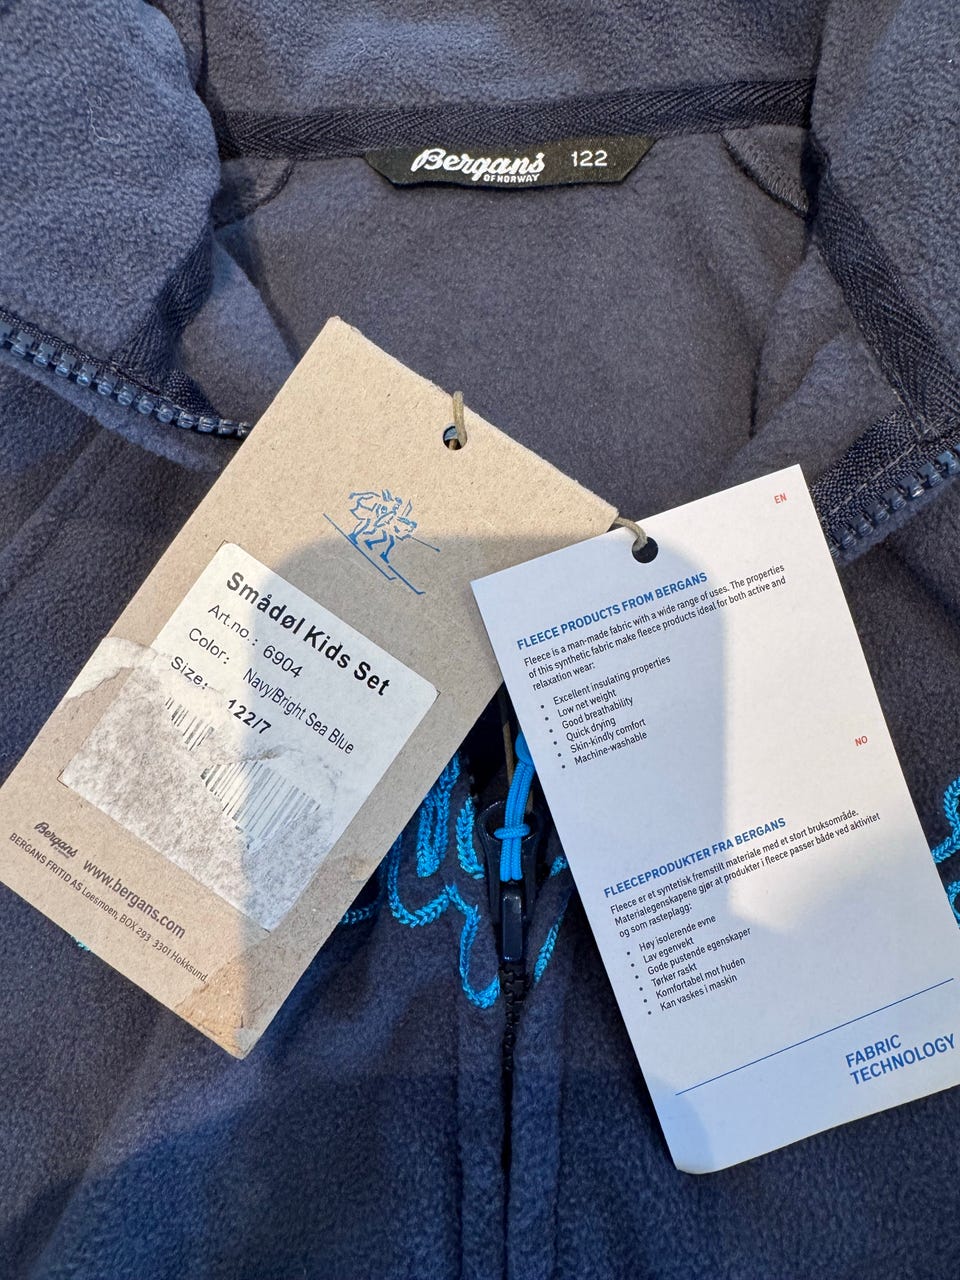 Bergans 122
OF NORWAY
Smådøl Kids Set
Art.no.: 6904
Color: Navy/Bright Sea Blue
Size: 122/7
Bergans
www.bergans.com
BERGANS FRITID AS Loesmoen, BOX 293 3301 Hokksund
EN
FLEECE PRODUCTS FROM BERGANS
Fleece is a man-made fabric with a wide range of uses. The properties
of this synthetic fabric make fleece products ideal for both active and
relaxation wear:
• Excellent insulating properties
• Low net weight
• Good breathability
• Quick drying
• Skin-kindly comfort
• Machine-washable
NO
FLEECEPRODUKTER FRA BERGANS
Fleece er et syntetisk fremstilt materiale med et stort bruksområde.
Materialegenskapene gjør at produkter i fleece passer både ved aktivitet
og som rasteplagg:
• Høy isolerende evne
• Lav egenvekt
• Gode pustende egenskaper
• Tørker raskt
• Komfortabel mot huden
• Kan vaskes i maskin
FABRIC
TECHNOLOGY